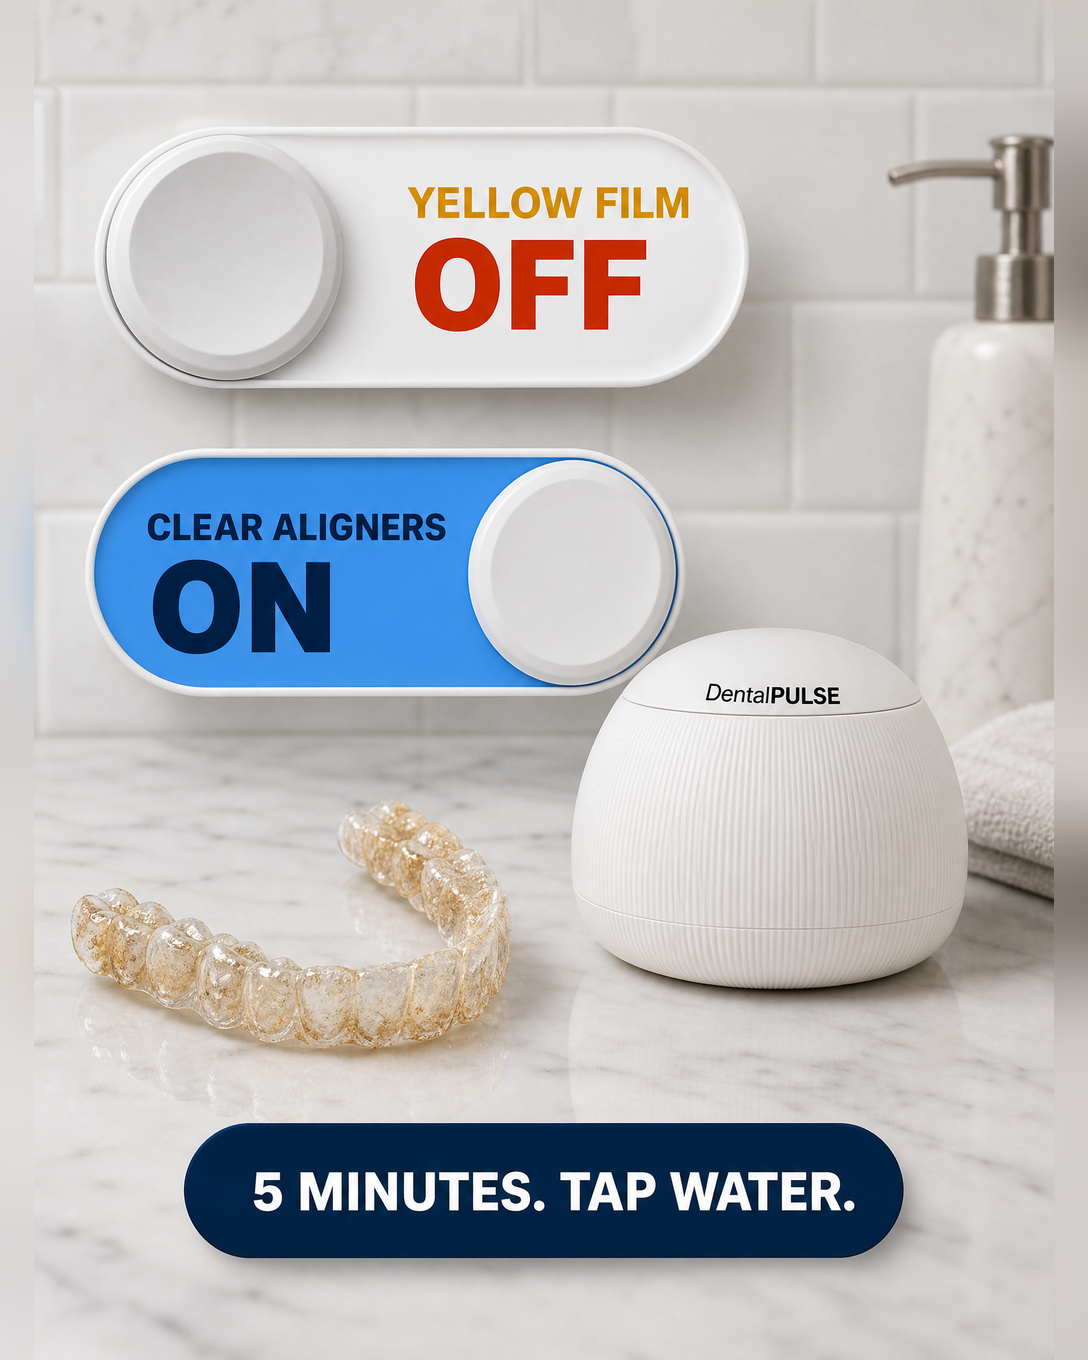 YELLOW FILM
OFF
CLEAR ALIGNERS
ON
DentalPULSE
5 MINUTES. TAP WATER.